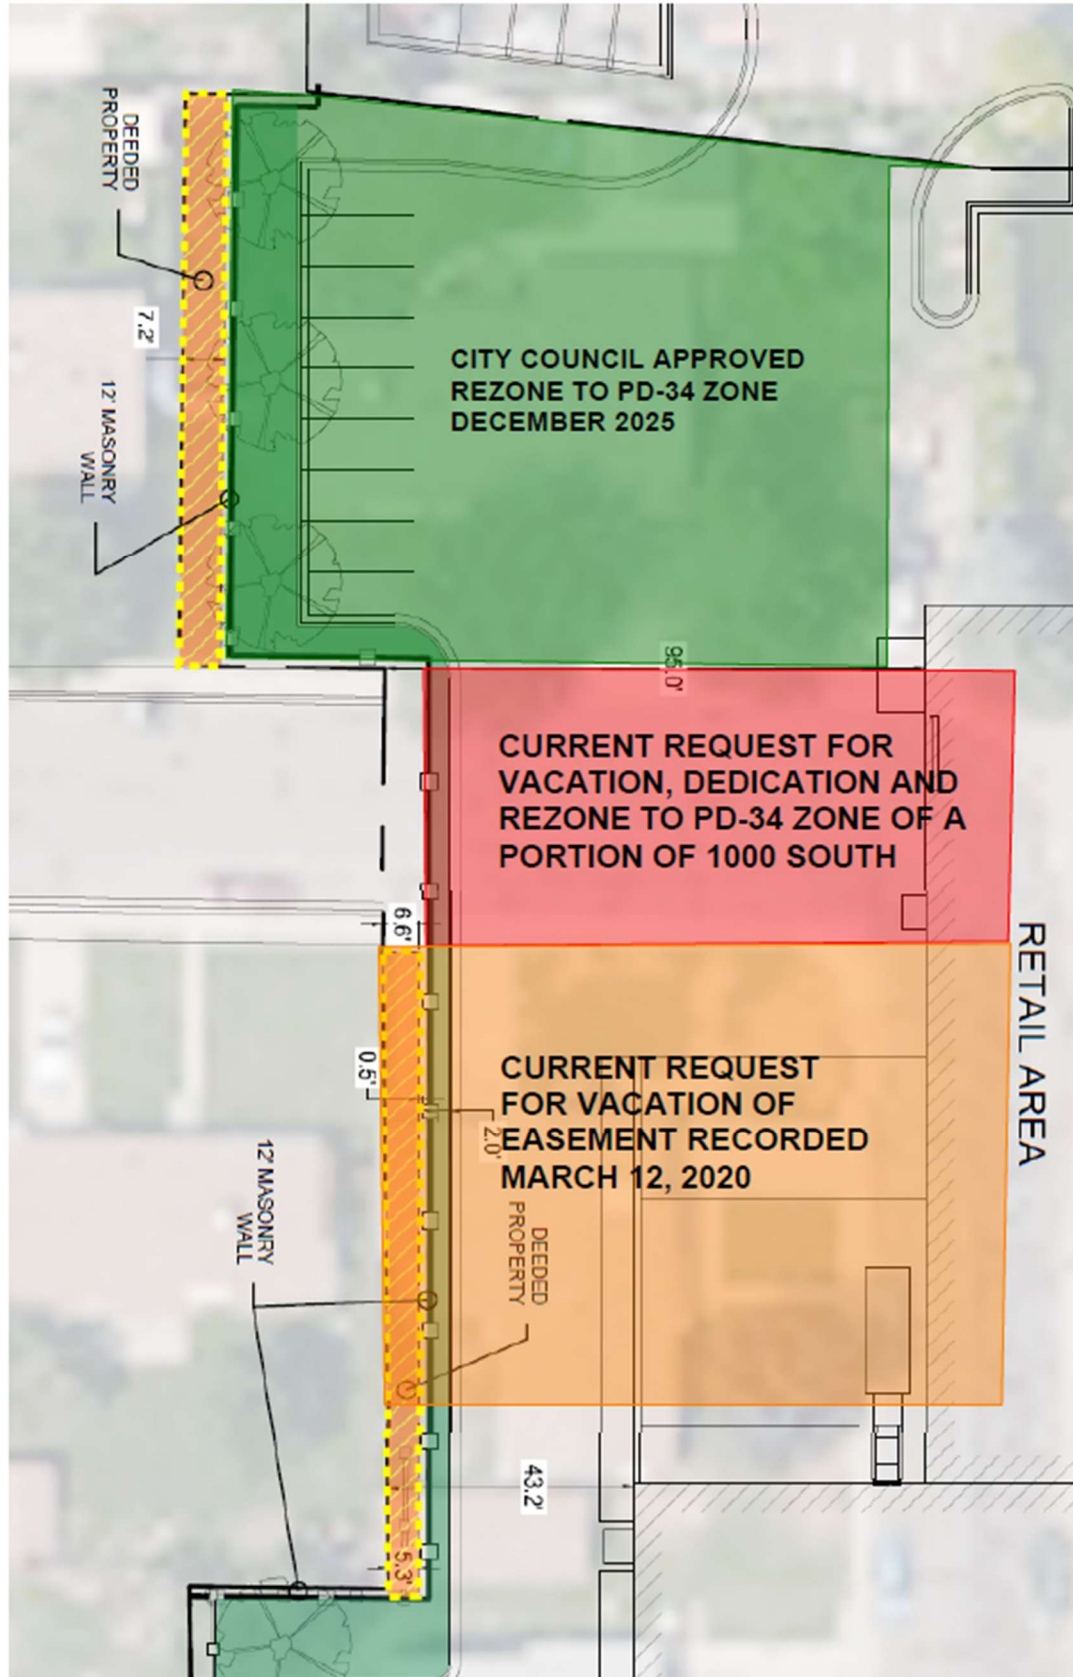 DEEDED
PROPERTY
7.2'
12' MASONRY
WALL
CITY COUNCIL APPROVED
REZONE TO PD-34 ZONE
DECEMBER 2025
95.0'
CURRENT REQUEST FOR
VACATION, DEDICATION AND
REZONE TO PD-34 ZONE OF A
PORTION OF 1000 SOUTH
6.6'
RETAIL AREA
0.5'
2.0'
CURRENT REQUEST
FOR VACATION OF
EASEMENT RECORDED
MARCH 12, 2020
12' MASONRY
WALL
DEEDED
PROPERTY
43.2'
5.3'